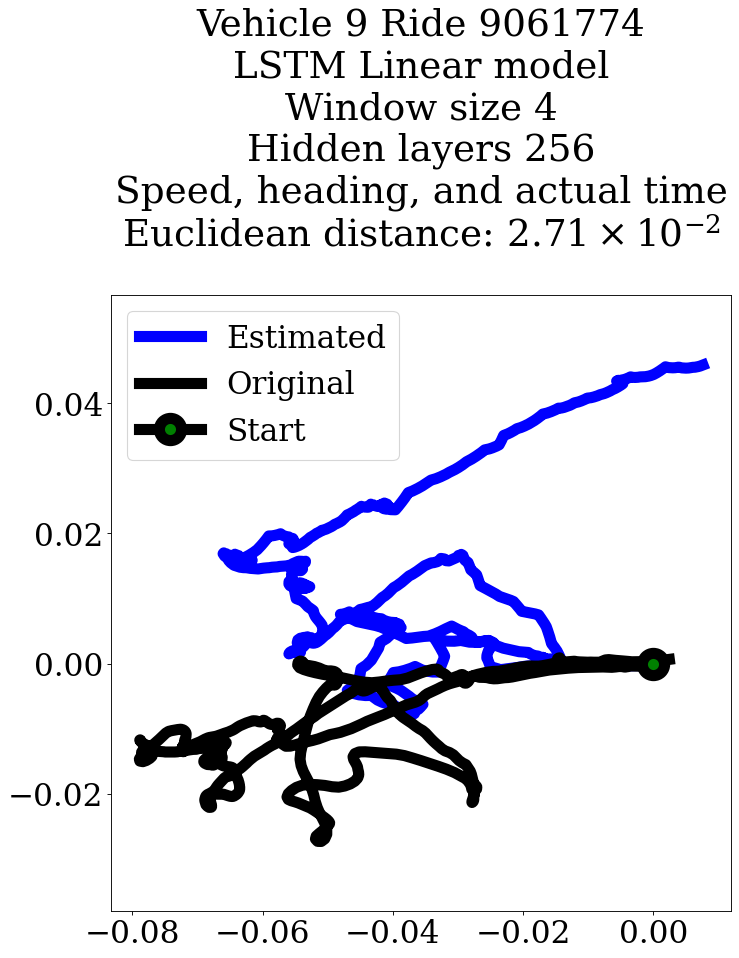 Vehicle 9 Ride 9061774
LSTM Linear model
Window size 4
Hidden layers 256
Speed, heading, and actual time
Euclidean distance: 2.71 × 10⁻²
Estimated
Original
Start
0.04
0.02
0.00
−0.02
−0.08
−0.06
−0.04
−0.02
0.00